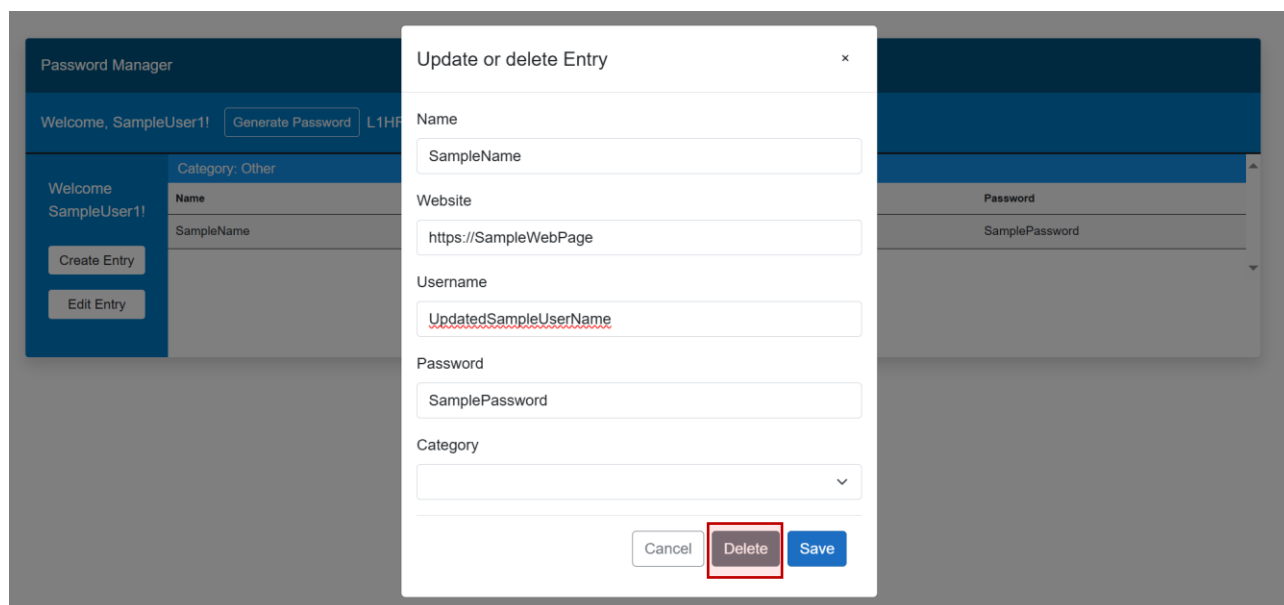 Password Manager
Welcome, SampleUser1!
Generate Password
Welcome
SampleUser1!
Create Entry
Edit Entry
Category: Other
Name
Password
SampleName
SamplePassword
Update or delete Entry
×
Name
SampleName
Website
https://SampleWebPage
Username
UpdatedSampleUserName
Password
SamplePassword
Category
Cancel
Delete
Save